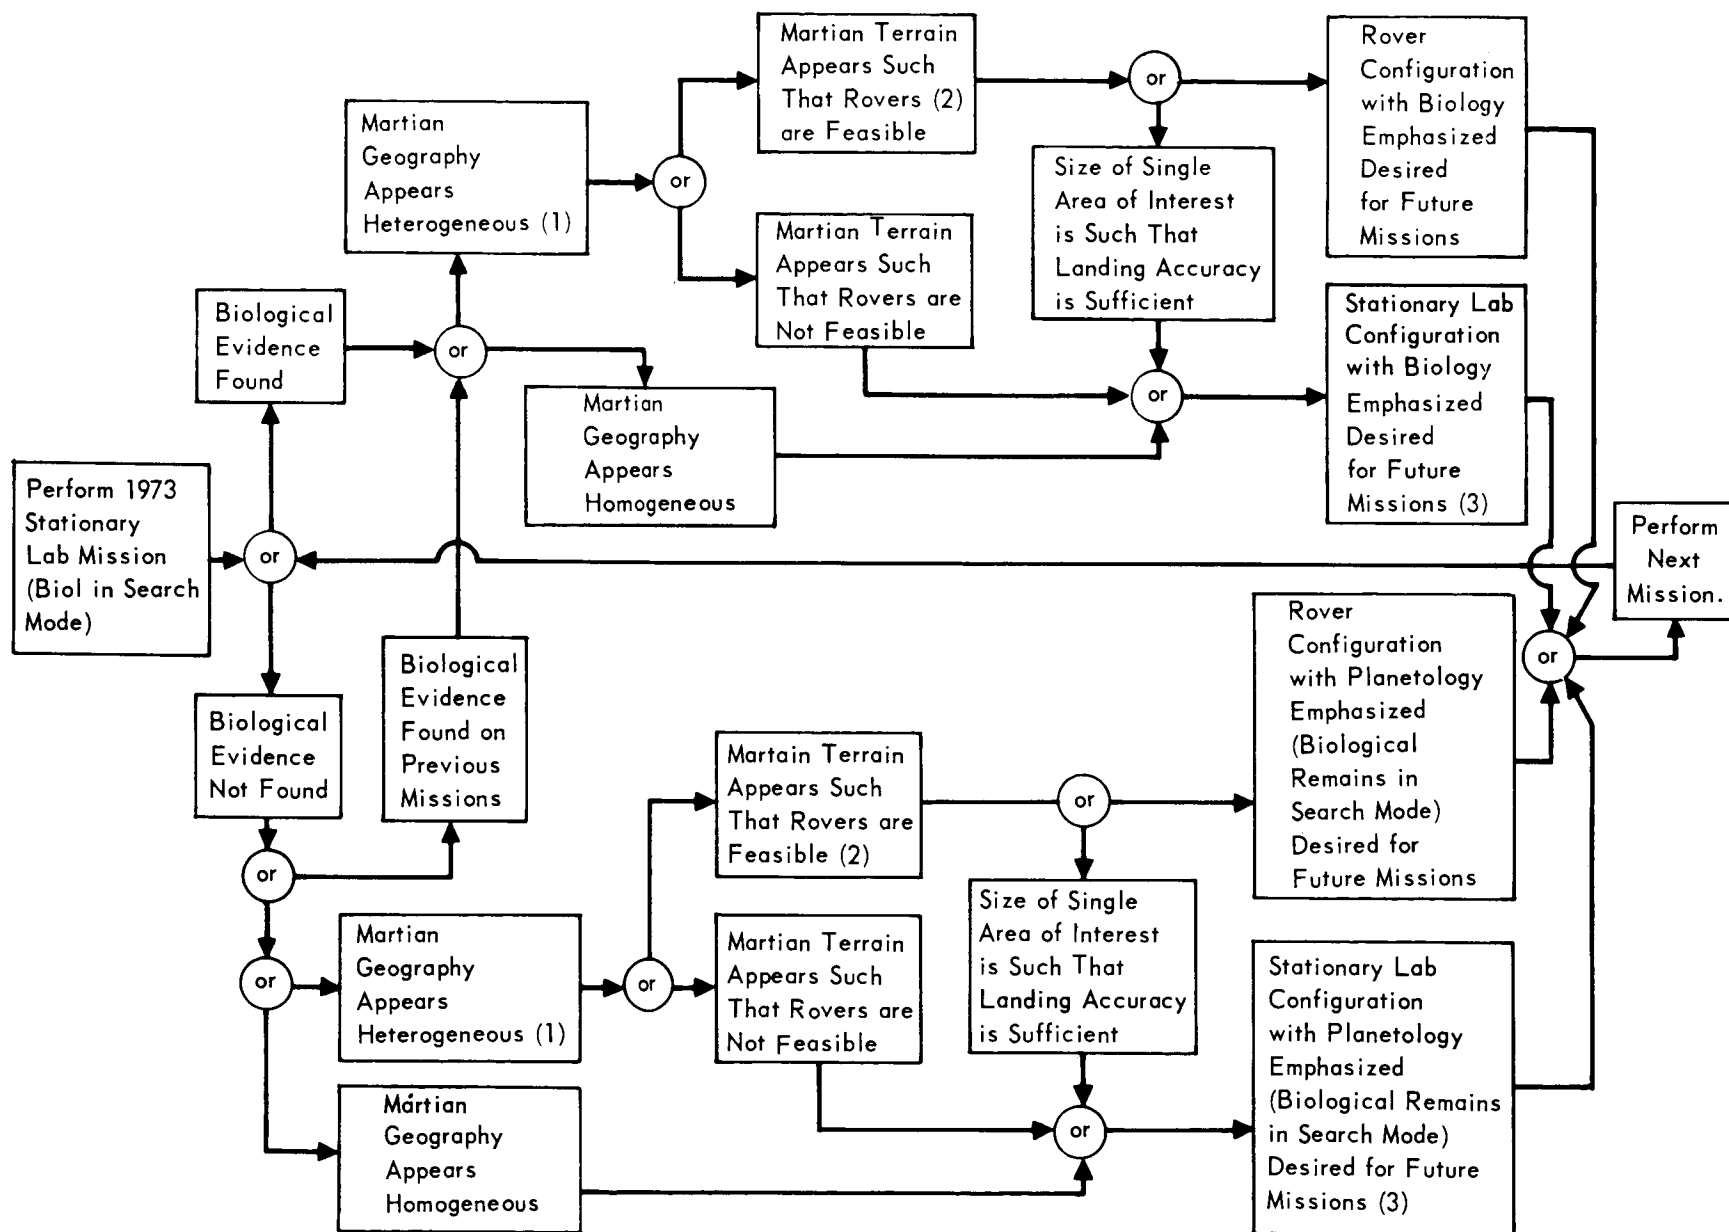 Martian Terrain
Appears Such
That Rovers (2)
are Feasible
or
Rover
Configuration
with Biology
Emphasized
Desired
for Future
Missions
Martian
Geography
Appears
Heterogeneous (1)
or
Size of Single
Area of Interest
is Such That
Landing Accuracy
is Sufficient
Martian Terrain
Appears Such
That Rovers are
Not Feasible
Biological
Evidence
Found
or
Stationary Lab
Configuration
with Biology
Emphasized
Desired
for Future
Missions (3)
Martian
Geography
Appears
Homogeneous
or
Perform 1973
Stationary
Lab Mission
(Biol in Search
Mode)
or
Perform
Next
Mission.
Biological
Evidence
Not Found
Biological
Evidence
Found on
Previous
Missions
Rover
Configuration
with Planetology
Emphasized
(Biological
Remains in
Search Mode)
Desired for
Future Missions
or
Martain Terrain
Appears Such
That Rovers are
Feasible (2)
or
or
Size of Single
Area of Interest
is Such That
Landing Accuracy
is Sufficient
or
Martian
Geography
Appears
Heterogeneous (1)
or
Martian Terrain
Appears Such
That Rovers are
Not Feasible
Stationary Lab
Configuration
with Planetology
Emphasized
(Biological Remains
in Search Mode)
Desired for Future
Missions (3)
Mártian
Geography
Appears
Homogeneous
or